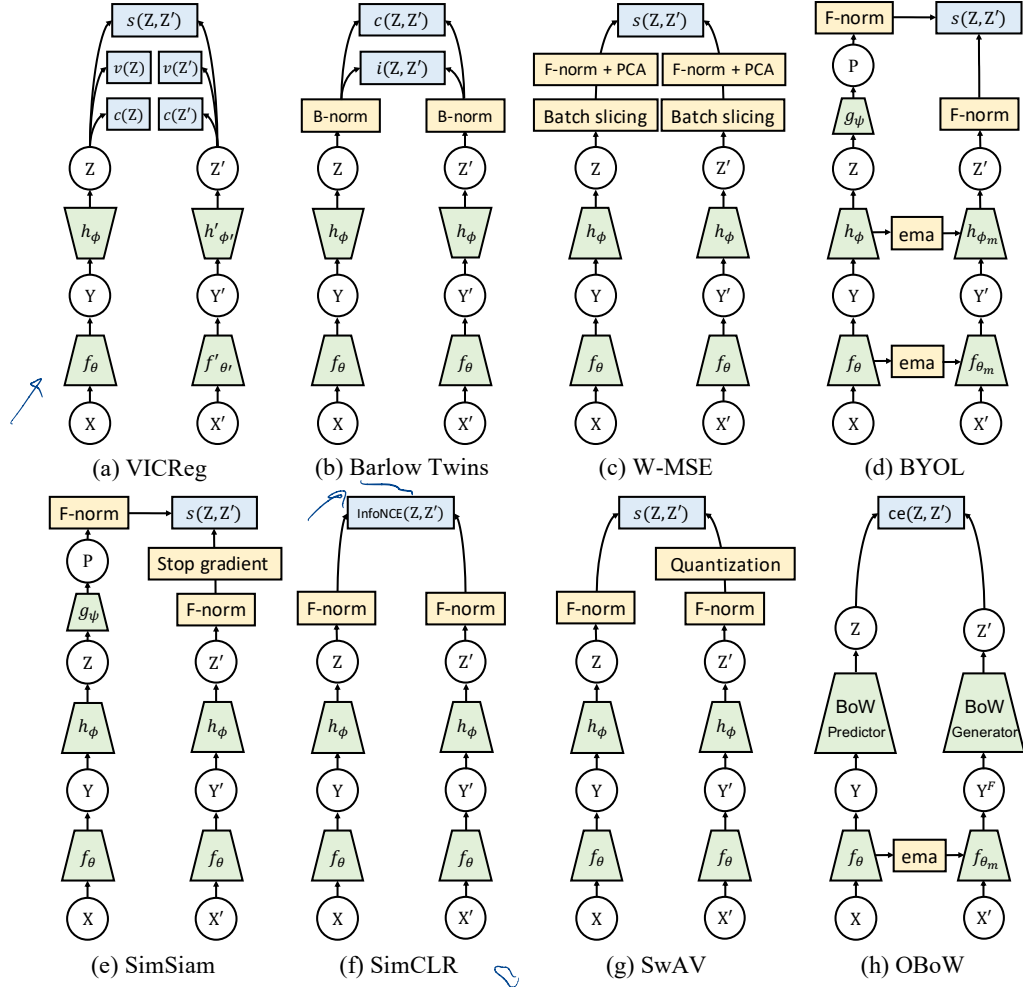 s(Z, Z′)
v(Z) v(Z′)
c(Z) c(Z′)
Z Z′
h_ϕ h′_ϕ′
Y Y′
f_θ f′_θ′
X X′
(a) VICReg
c(Z, Z′)
i(Z, Z′)
B-norm B-norm
Z Z′
h_ϕ h_ϕ
Y Y′
f_θ f_θ
X X′
(b) Barlow Twins
s(Z, Z′)
F-norm + PCA F-norm + PCA
Batch slicing Batch slicing
Z Z′
h_ϕ h_ϕ
Y Y′
f_θ f_θ
X X′
(c) W-MSE
F-norm s(Z, Z′)
P
g_ψ F-norm
Z Z′
h_ϕ ema h_ϕ_m
Y Y′
f_θ ema f_θ_m
X X′
(d) BYOL
F-norm s(Z, Z′)
P Stop gradient
g_ψ F-norm
Z Z′
h_ϕ h_ϕ
Y Y′
f_θ f_θ
X X′
(e) SimSiam
InfoNCE(Z, Z′)
F-norm F-norm
Z Z′
h_ϕ h_ϕ
Y Y′
f_θ f_θ
X X′
(f) SimCLR
s(Z, Z′)
Quantization
F-norm F-norm
Z Z′
h_ϕ h_ϕ
Y Y′
f_θ f_θ
X X′
(g) SwAV
ce(Z, Z′)
Z Z′
BoW BoW
Predictor Generator
Y Y^F
f_θ ema f_θ_m
X X′
(h) OBoW